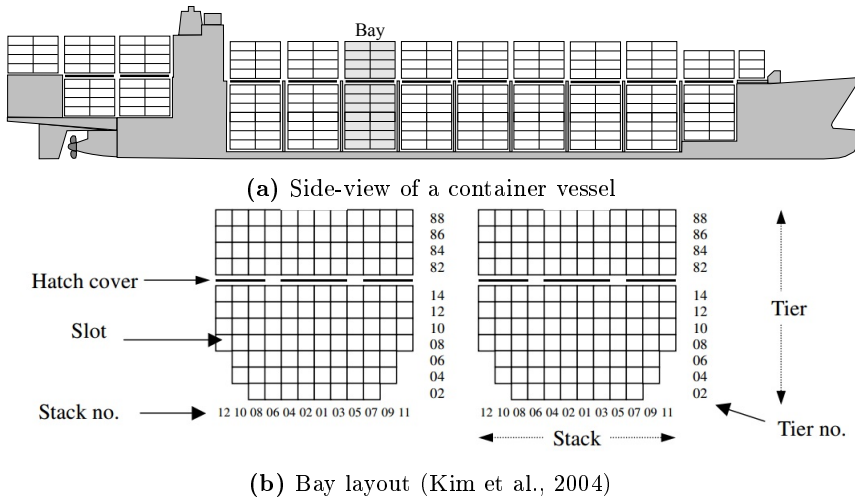 Bay
(a) Side-view of a container vessel
88 88
86 86
84 84
82 82
Hatch cover
14 14
12 12
Tier
10 10
Slot
08 08
06 06
04 04
02 02
Stack no.
12 10 08 06 04 02 01 03 05 07 09 11 12 10 08 06 04 02 01 03 05 07 09 11
Tier no.
Stack
(b) Bay layout (Kim et al., 2004)